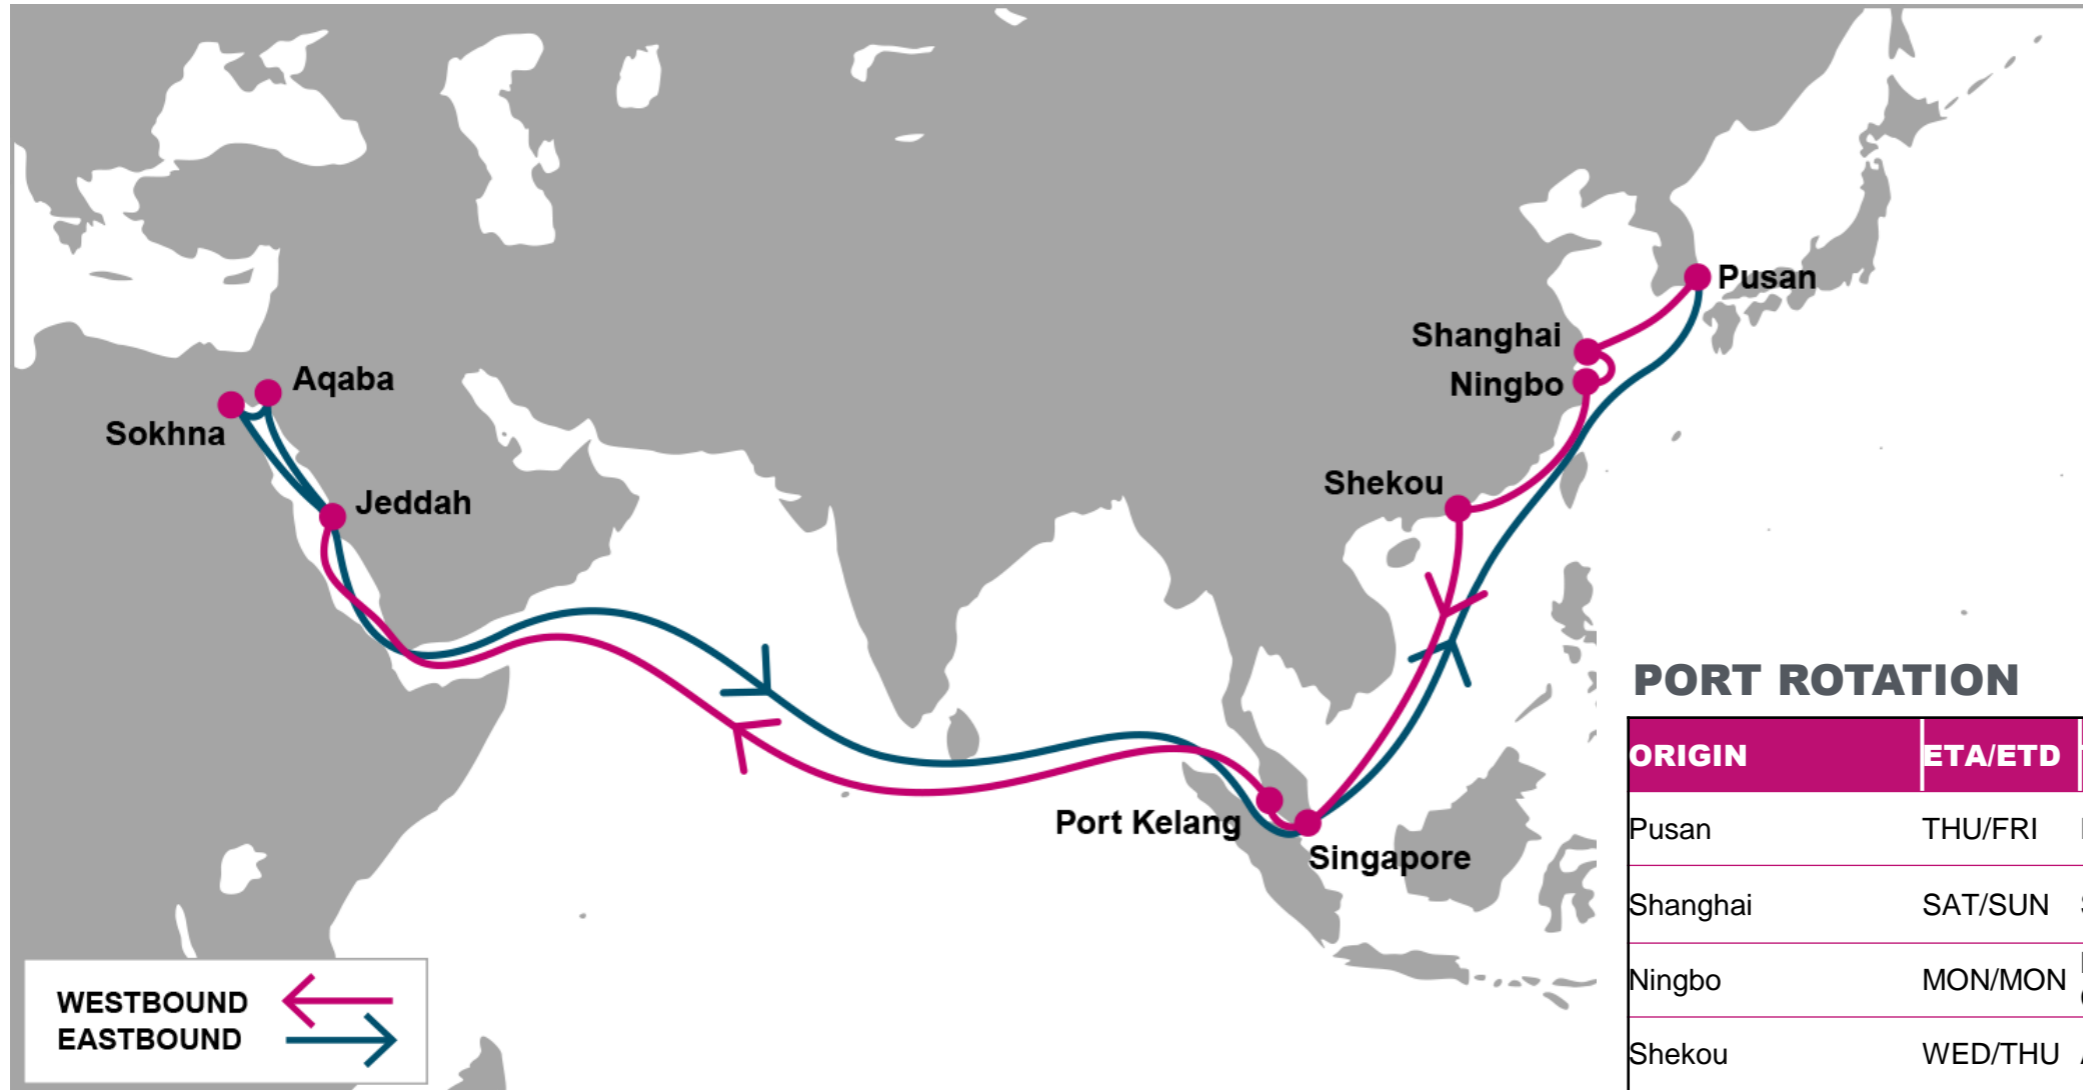 Pusan
Shanghai
Ningbo
Aqaba
Sokhna
Shekou
Jeddah
Port Kelang
Singapore
WESTBOUND
EASTBOUND
PORT ROTATION
ORIGIN ETA/ETD
Pusan THU/FRI
Shanghai SAT/SUN
Ningbo MON/MON
Shekou WED/THU